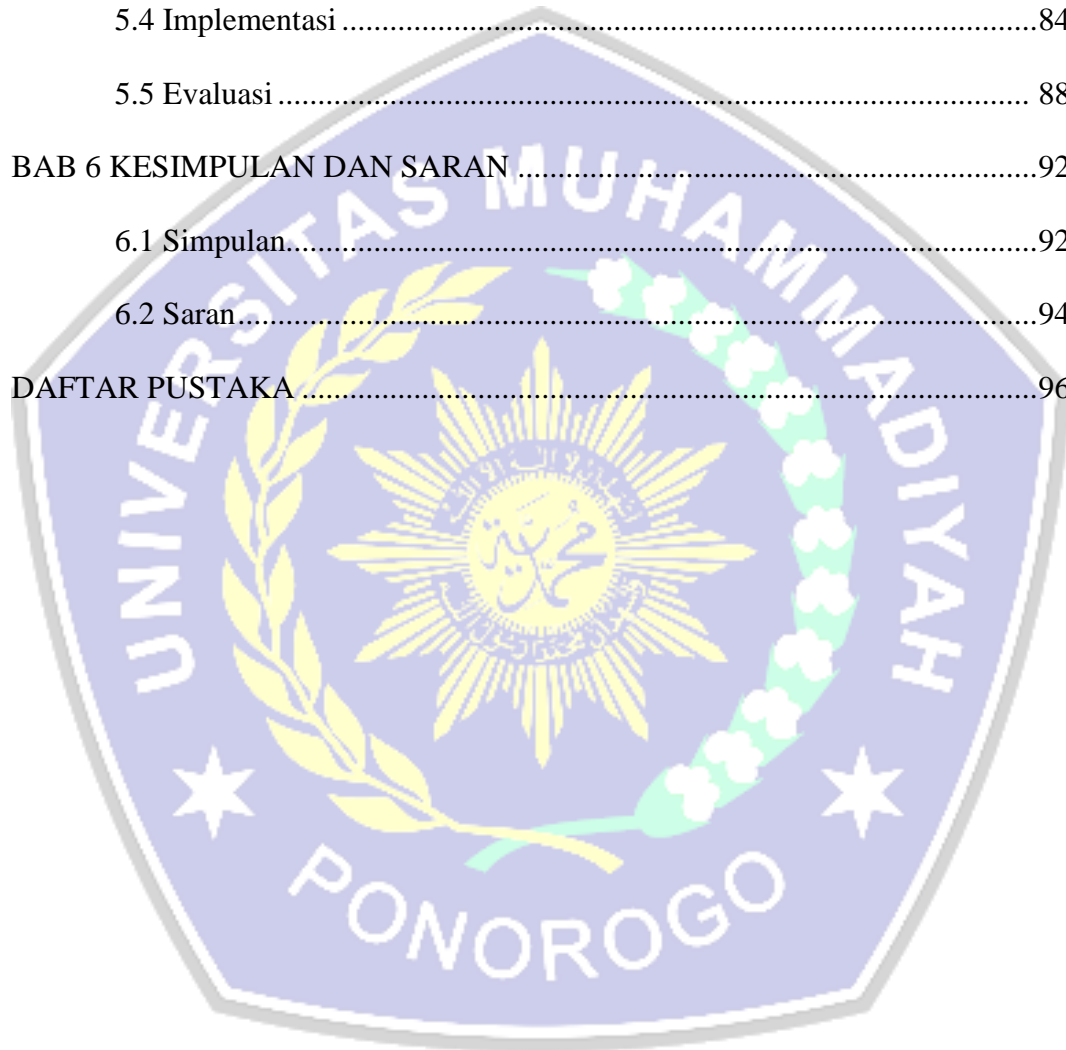 5.4 Implementasi ........................................................................ 84
5.5 Evaluasi ........................................................................ 88
BAB 6 KESIMPULAN DAN SARAN ........................................................................ 92
6.1 Simpulan ........................................................................ 92
6.2 Saran ........................................................................ 94
DAFTAR PUSTAKA ........................................................................ 96
UNIVERSITAS MUHAMMADIYAH
PONOROGO